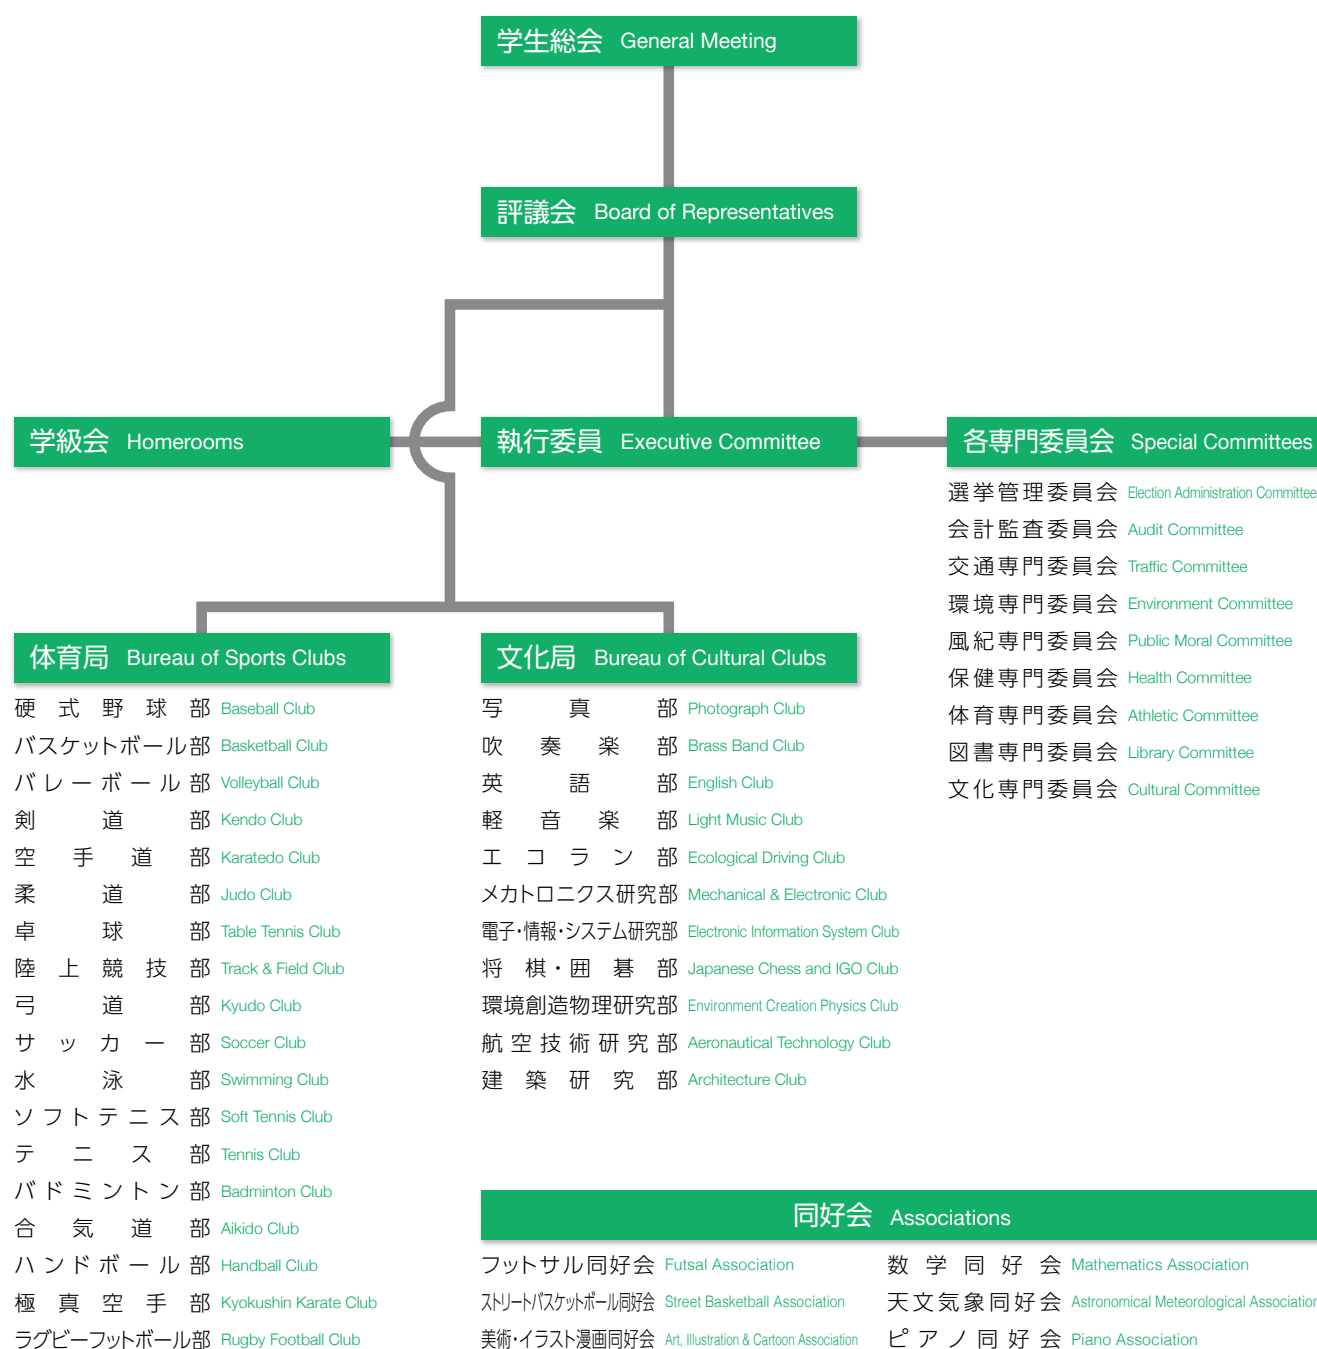 学生総会 General Meeting
評議会 Board of Representatives
学級会 Homerooms
執行委員 Executive Committee
各専門委員会 Special Committees
選挙管理委員会 Election Administration Committee
会計監査委員会 Audit Committee
交通専門委員会 Traffic Committee
環境専門委員会 Environment Committee
風紀専門委員会 Public Moral Committee
保健専門委員会 Health Committee
体育専門委員会 Athletic Committee
図書専門委員会 Library Committee
文化専門委員会 Cultural Committee
体育局 Bureau of Sports Clubs
硬式野球部 Baseball Club
バスケットボール部 Basketball Club
バレーボール部 Volleyball Club
剣道部 Kendo Club
空手道部 Karatedo Club
柔道部 Judo Club
卓球部 Table Tennis Club
陸上競技部 Track & Field Club
弓道部 Kyudo Club
サッカー部 Soccer Club
水泳部 Swimming Club
ソフトテニス部 Soft Tennis Club
テニス部 Tennis Club
バドミントン部 Badminton Club
合気道部 Aikido Club
ハンドボール部 Handball Club
極真空手部 Kyokushin Karate Club
ラグビーフットボール部 Rugby Football Club
文化局 Bureau of Cultural Clubs
写真部 Photograph Club
吹奏楽部 Brass Band Club
英語部 English Club
軽音楽部 Light Music Club
エコラン部 Ecological Driving Club
メカトロニクス研究部 Mechanical & Electronic Club
電子・情報・システム研究部 Electronic Information System Club
将棋・囲碁部 Japanese Chess and IGO Club
環境創造物理研究部 Environment Creation Physics Club
航空技術研究部 Aeronautical Technology Club
建築研究部 Architecture Club
同好会 Associations
フットサル同好会 Futsal Association
ストリートバスケットボール同好会 Street Basketball Association
美術・イラスト漫画同好会 Art, Illustration & Cartoon Association
数学同好会 Mathematics Association
天文気象同好会 Astronomical Meteorological Association
ピアノ同好会 Piano Association